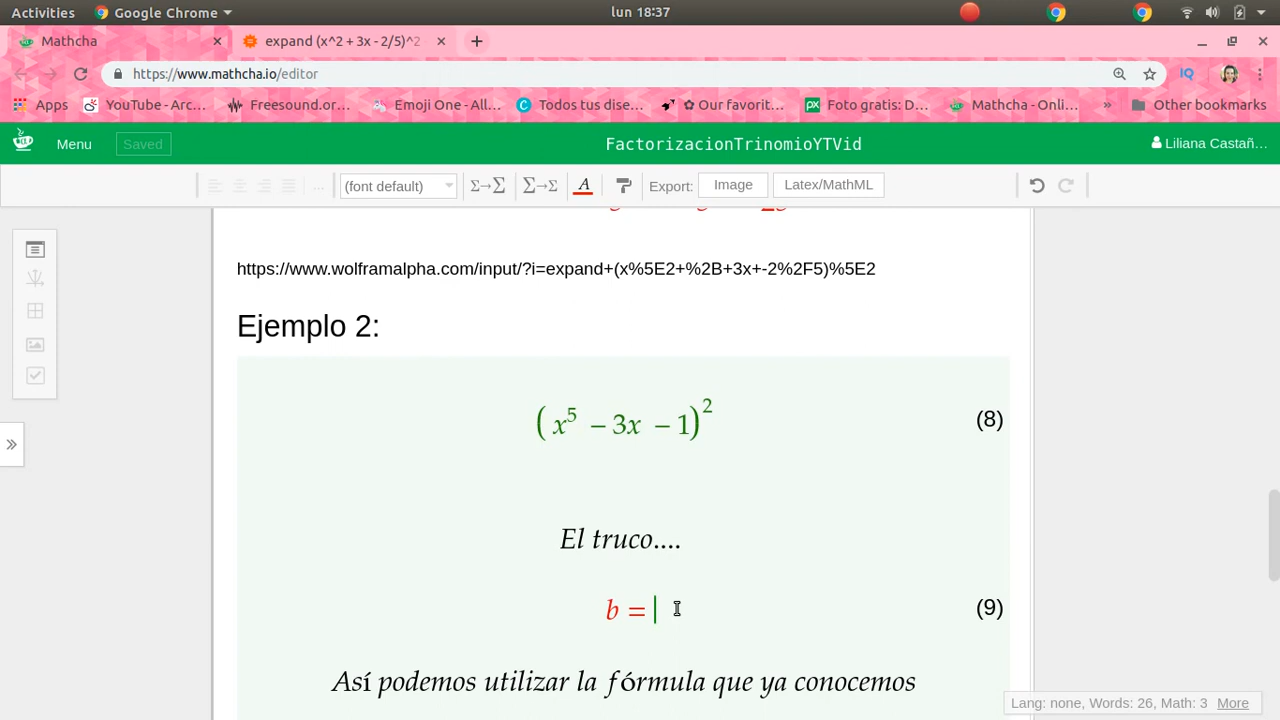 Activities Google Chrome lun 18:37
Mathcha expand (x^2 + 3x - 2/5)^2
https://www.mathcha.io/editor
Apps YouTube - Arc... Freesound.or... Emoji One - All... Todos tus dise... ✿ Our favorit... Foto gratis: D... Mathcha - Onli... » Other bookmarks
Menu Saved FactorizacionTrinomioYTVid Liliana Castañ...
... (font default) Σ→Σ Σ→Σ A Export: Image Latex/MathML
https://www.wolframalpha.com/input/?i=expand+(x%5E2+%2B+3x+-2%2F5)%5E2
Ejemplo 2:
(x⁵ − 3x − 1)² (8)
El truco....
b = (9)
Así podemos utilizar la fórmula que ya conocemos
Lang: none, Words: 26, Math: 3 More